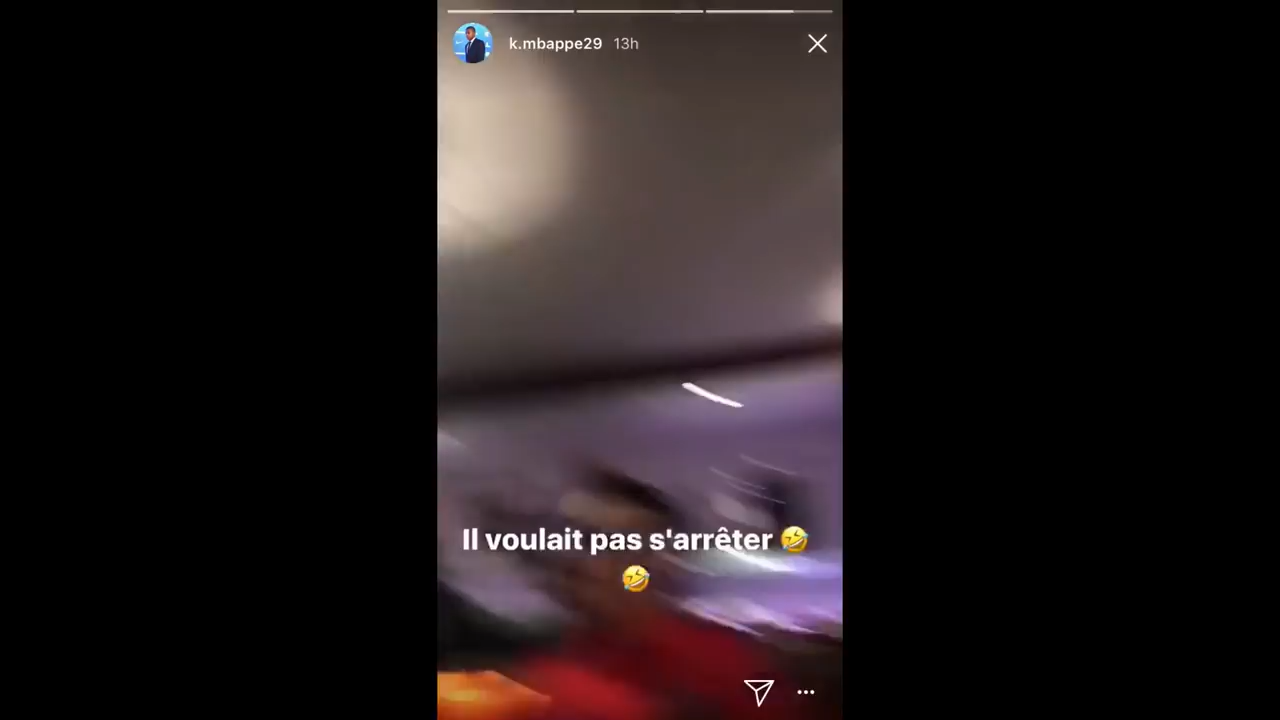 k.mbappe29 13h
Il voulait pas s'arrêter 🤣
🤣